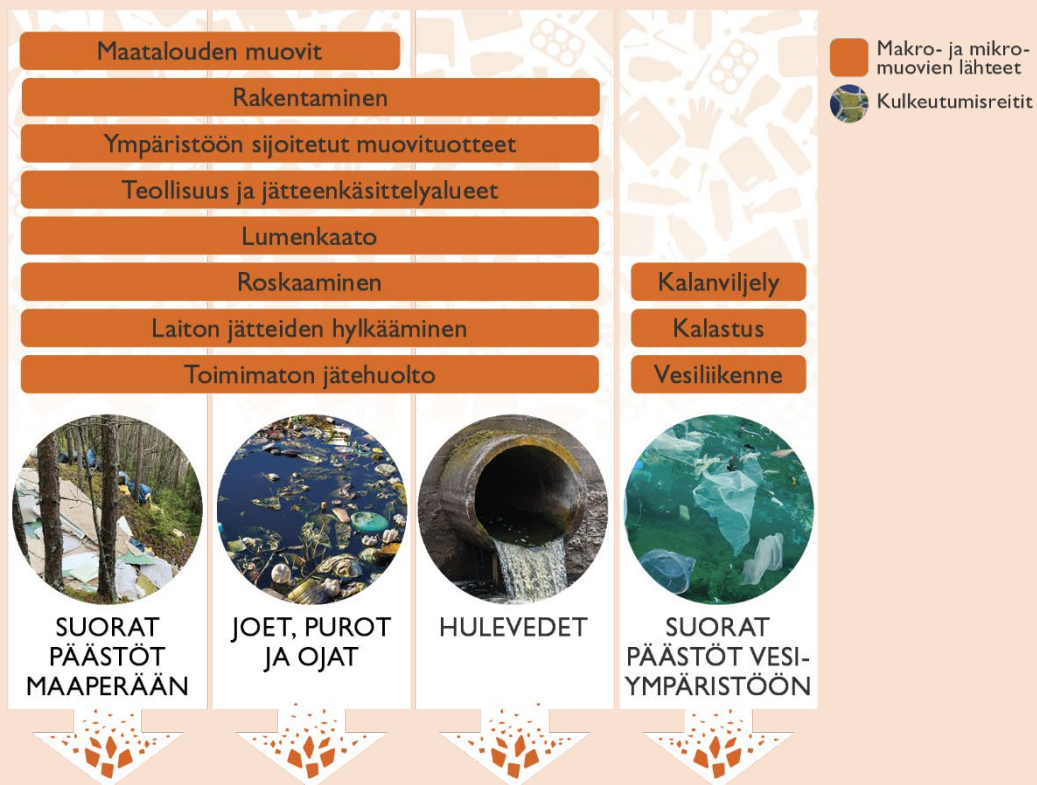 Maatalouden muovit
Rakentaminen
Ympäristöön sijoitetut muovituotteet
Teollisuus ja jätteenkäsittelyalueet
Lumenkaato
Roskaaminen
Laiton jätteiden hylkääminen
Toimimaton jätehuolto
Kalanviljely
Kalastus
Vesiliikenne
SUORAT
PÄÄSTÖT
MAAPERÄÄN
JOET, PUROT
JA OJAT
HULEVEDET
SUORAT
PÄÄSTÖT VESI-
YMPÄRISTÖÖN
Makro- ja mikro-
muovien lähteet
Kulkeutumisreitit